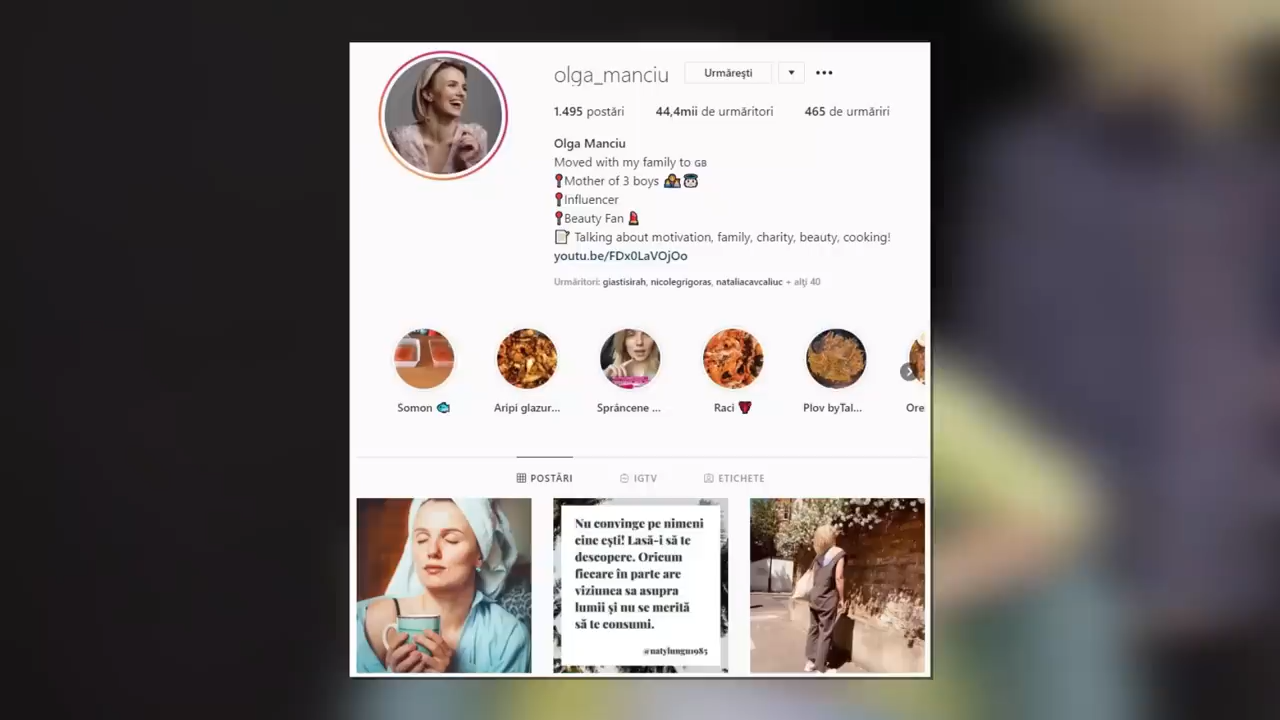 olga_manciu Urmărești
1.495 postări 44,4mii de urmăritori 465 de urmăriri
Olga Manciu
Moved with my family to GB
Mother of 3 boys
Influencer
Beauty Fan
Talking about motivation, family, charity, beauty, cooking!
youtu.be/FDx0LaVOjOo
Urmăritori: giastisirah, nicolegrigoras, nataliacavcaliuc + alți 40
Somon Aripi glazur... Sprâncene ... Raci Plov byTal... Ore
POSTĂRI IGTV ETICHETE
Nu convinge pe nimeni
cine ești! Lasă-i să te
descopere. Oricum
fiecare în parte are
viziunea sa asupra
lumii și nu se merită
să te consumi.
@natylungu1985